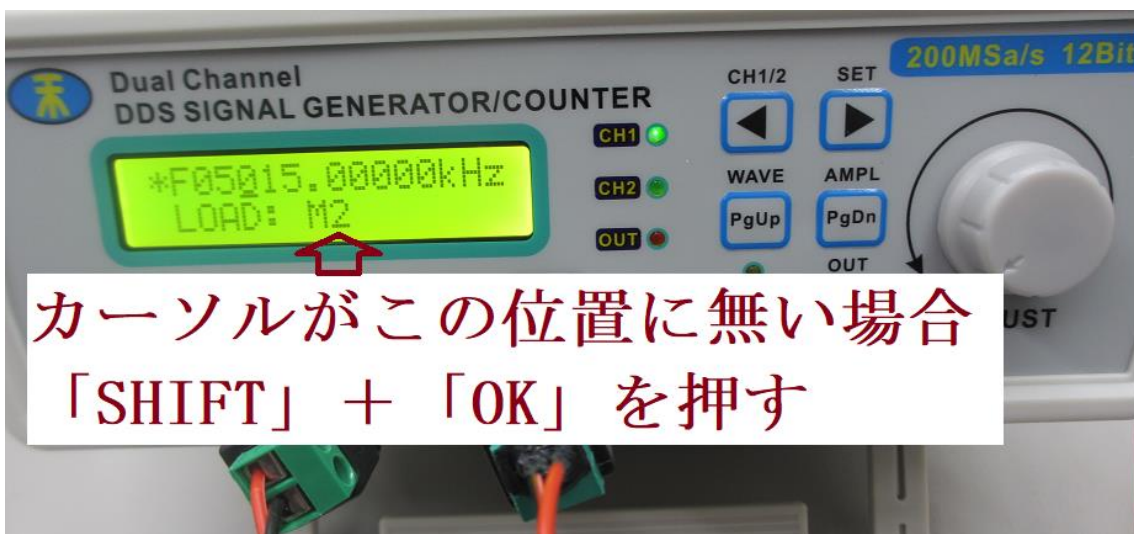 Dual Channel
DDS SIGNAL GENERATOR/COUNTER
200MSa/s 12Bit
CH1/2
SET
*F05015.00000kHz
LOAD: M2
CH1
CH2
OUT
WAVE
AMPL
PgUp
PgDn
OUT
UST
カーソルがこの位置に無い場合
「SHIFT」＋「OK」を押す